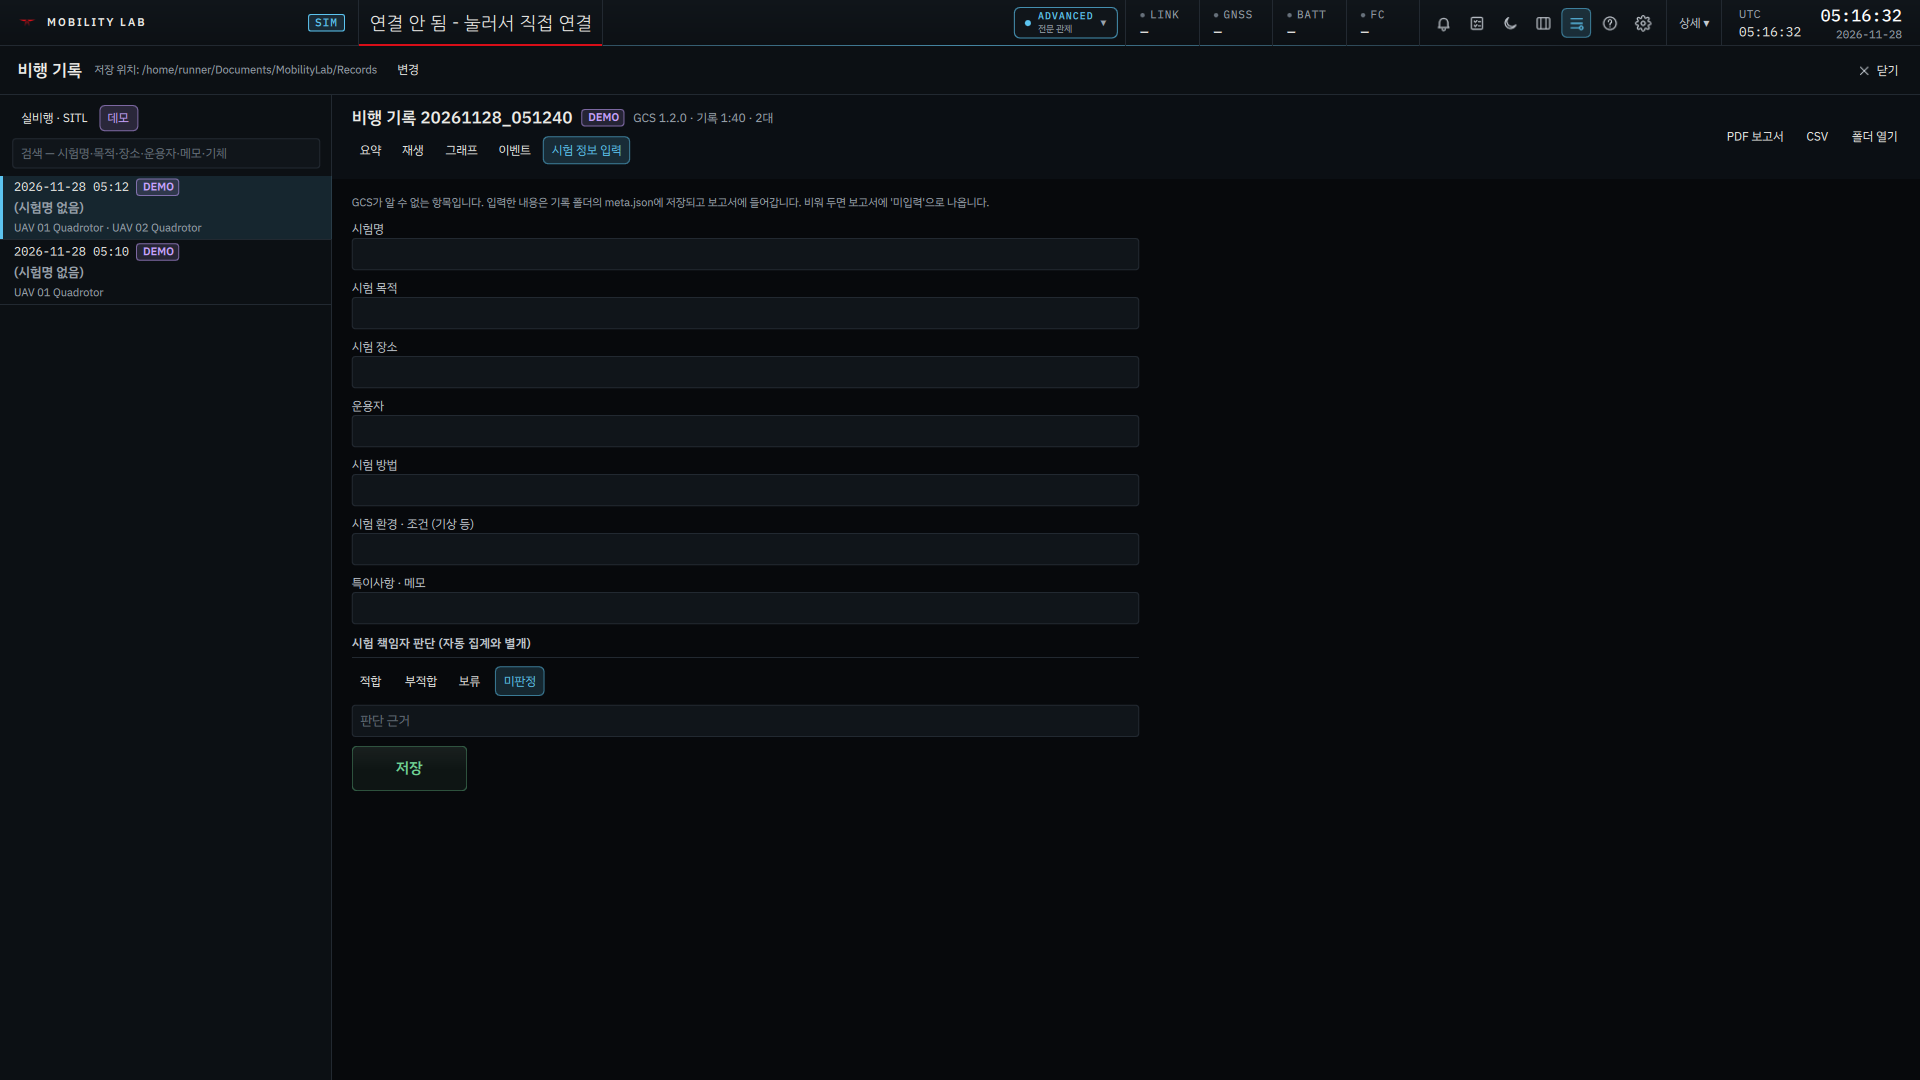 MOBILITY LAB
SIM
연결 안 됨 - 눌러서 직접 연결
ADVANCED
전문 관제
▾
LINK
—
GNSS
—
BATT
—
FC
—
상세 ▾
UTC
05:16:32
05:16:32
2026-11-28
비행 기록
저장 위치: /home/runner/Documents/MobilityLab/Records
변경
닫기
실비행 · SITL
데모
검색 — 시험명·목적·장소·운용자·메모·기체
2026-11-28 05:12 DEMO
(시험명 없음)
UAV 01 Quadrotor · UAV 02 Quadrotor
2026-11-28 05:10 DEMO
(시험명 없음)
UAV 01 Quadrotor
비행 기록 20261128_051240 DEMO GCS 1.2.0 · 기록 1:40 · 2대
요약 재생 그래프 이벤트 시험 정보 입력
PDF 보고서 CSV 폴더 열기
GCS가 알 수 없는 항목입니다. 입력한 내용은 기록 폴더의 meta.json에 저장되고 보고서에 들어갑니다. 비워 두면 보고서에 '미입력'으로 나옵니다.
시험명
시험 목적
시험 장소
운용자
시험 방법
시험 환경 · 조건 (기상 등)
특이사항 · 메모
시험 책임자 판단 (자동 집계와 별개)
적합 부적합 보류 미판정
판단 근거
저장